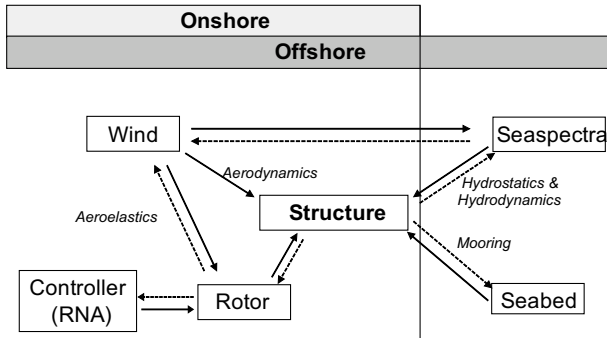 Onshore
Offshore
Wind
Seaspectra
Aerodynamics
Hydrostatics &
Hydrodynamics
Aeroelastics
Structure
Mooring
Controller
(RNA)
Rotor
Seabed